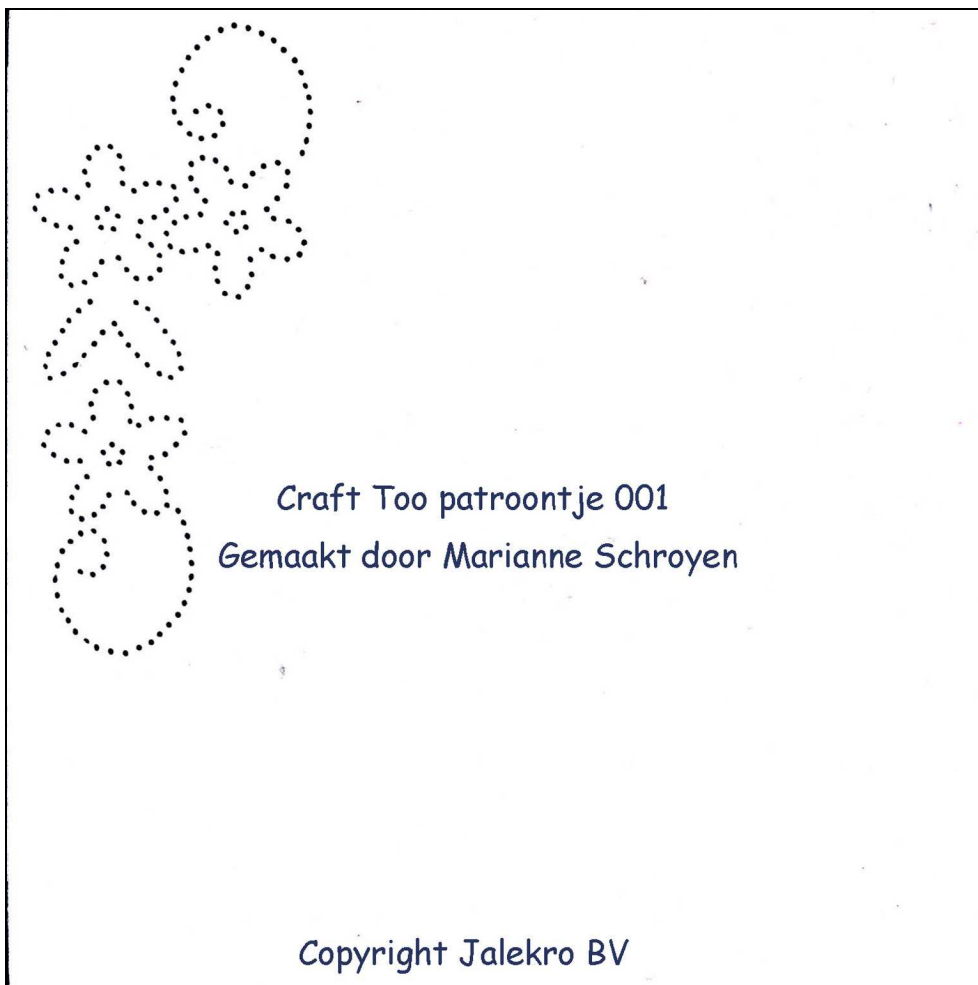 Craft Too patroontje 001
Gemaakt door Marianne Schroyen
Copyright Jalekro BV